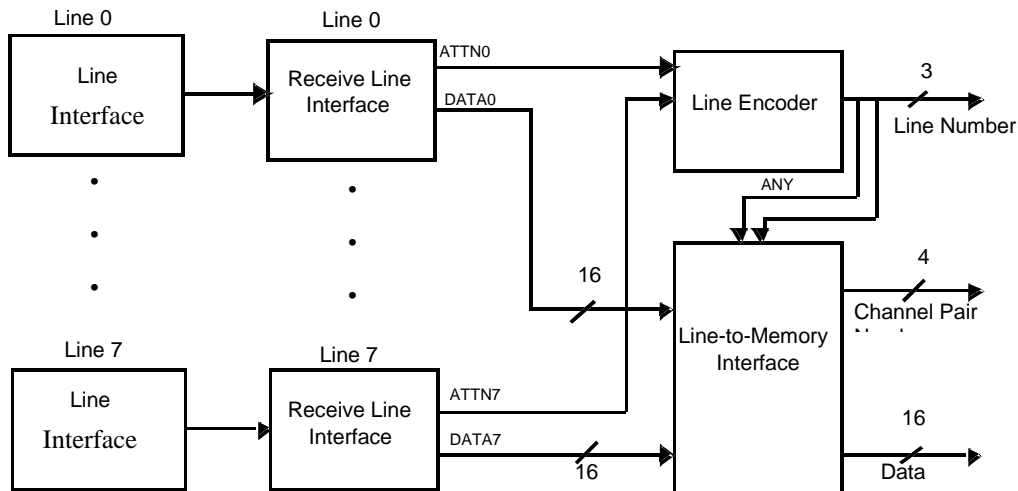 Line 0
Line 0
Line
Interface
Receive Line
Interface
ATTN0
DATA0
Line Encoder
3
Line Number
ANY
16
4
Channel Pair
Line-to-Memory
Interface
Line 7
Line 7
Line
Interface
Receive Line
Interface
ATTN7
DATA7
16
16
Data